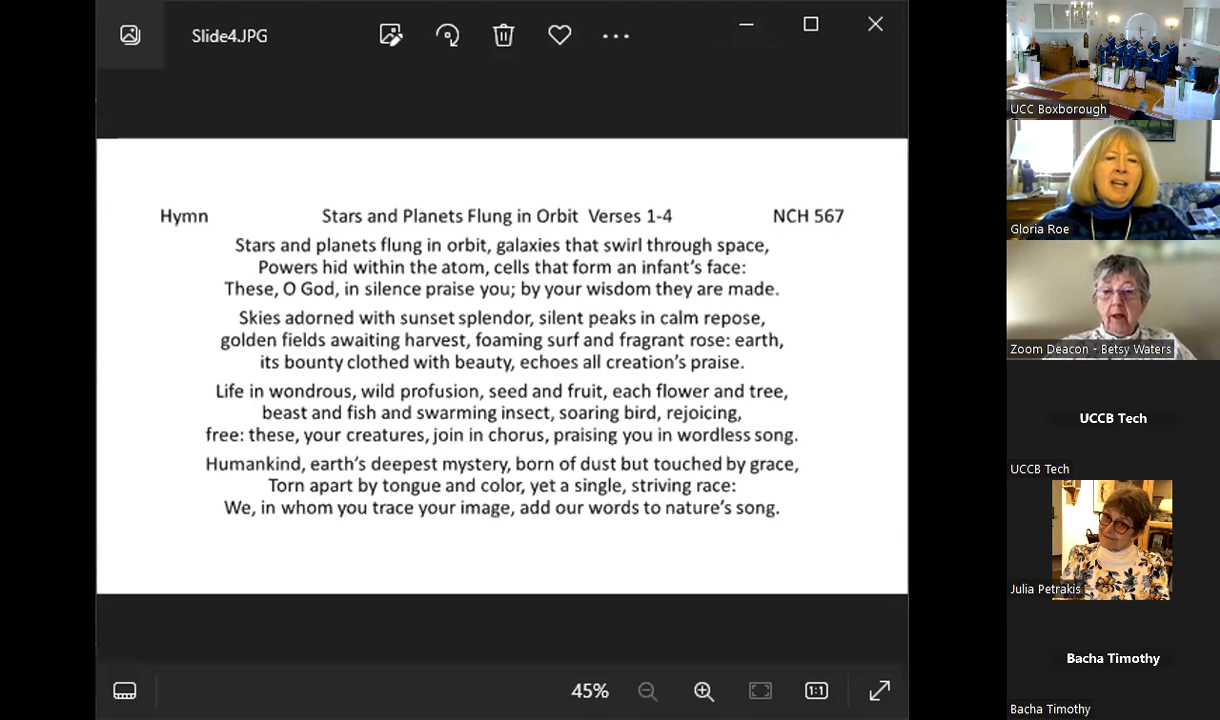 Slide4.JPG
Hymn Stars and Planets Flung in Orbit Verses 1-4 NCH 567
Stars and planets flung in orbit, galaxies that swirl through space,
Powers hid within the atom, cells that form an infant's face:
These, O God, in silence praise you; by your wisdom they are made.
Skies adorned with sunset splendor, silent peaks in calm repose,
golden fields awaiting harvest, foaming surf and fragrant rose: earth,
its bounty clothed with beauty, echoes all creation's praise.
Life in wondrous, wild profusion, seed and fruit, each flower and tree,
beast and fish and swarming insect, soaring bird, rejoicing,
free: these, your creatures, join in chorus, praising you in wordless song.
Humankind, earth's deepest mystery, born of dust but touched by grace,
Torn apart by tongue and color, yet a single, striving race:
We, in whom you trace your image, add our words to nature's song.
45%
1:1
UCC Boxborough
Gloria Roe
Zoom Deacon - Betsy Waters
UCCB Tech
UCCB Tech
Julia Petrakis
Bacha Timothy
Bacha Timothy